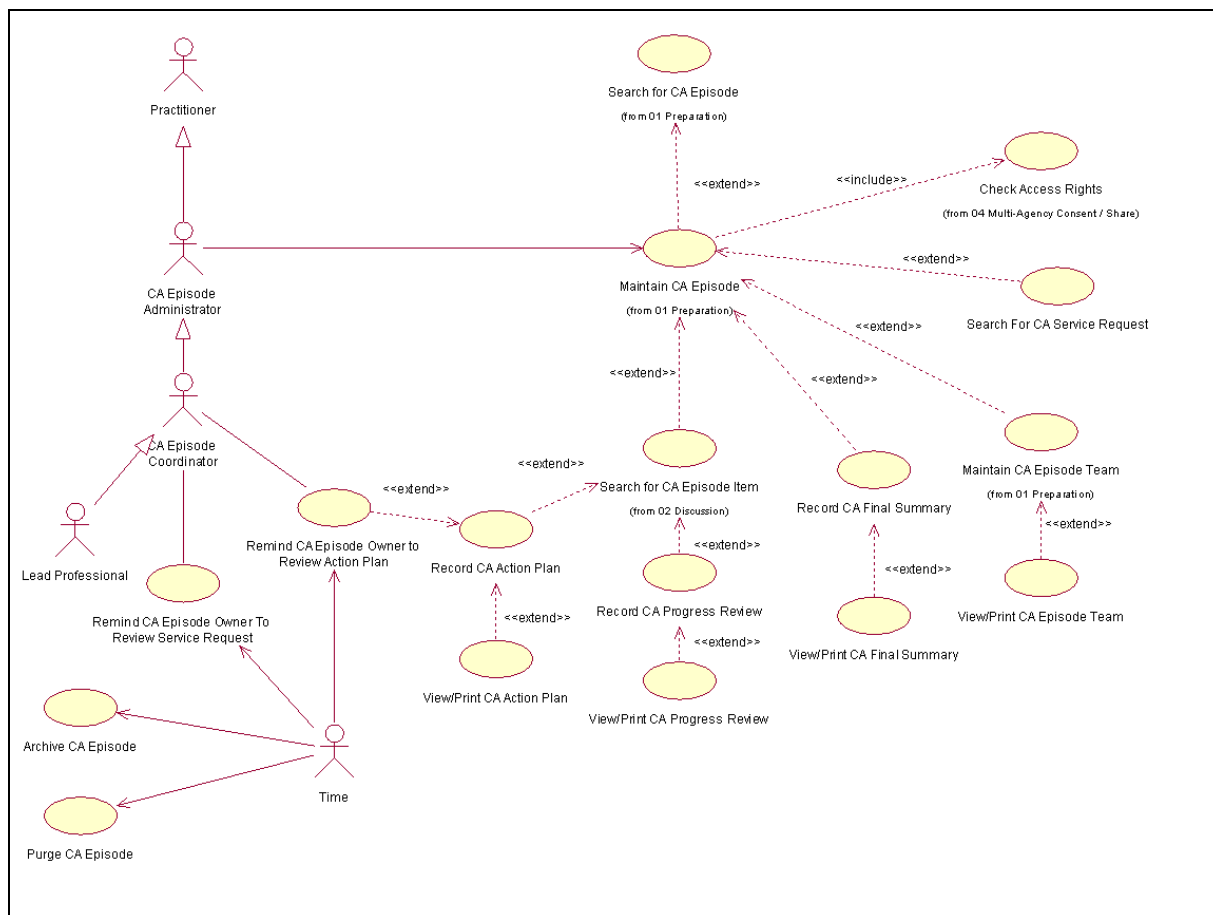 Practitioner
Search for CA Episode
(from 01 Preparation)
<<include>>
<<extend>>
Check Access Rights
(from 04 Multi-Agency Consent / Share)
<<extend>>
CA Episode
Administrator
Maintain CA Episode
(from 01 Preparation)
Search For CA Service Request
<<extend>>
<<extend>>
<<extend>>
CA Episode
Coordinator
<<extend>>
Maintain CA Episode Team
(from 01 Preparation)
Search for CA Episode Item
(from 02 Discussion)
<<extend>>
Record CA Final Summary
<<extend>>
Remind CA Episode Owner to
Review Action Plan
<<extend>>
Record CA Action Plan
Lead Professional
<<extend>>
Record CA Progress Review
View/Print CA Episode Team
Remind CA Episode Owner To
Review Service Request
<<extend>>
<<extend>>
View/Print CA Final Summary
View/Print CA Action Plan
View/Print CA Progress Review
Archive CA Episode
Time
Purge CA Episode